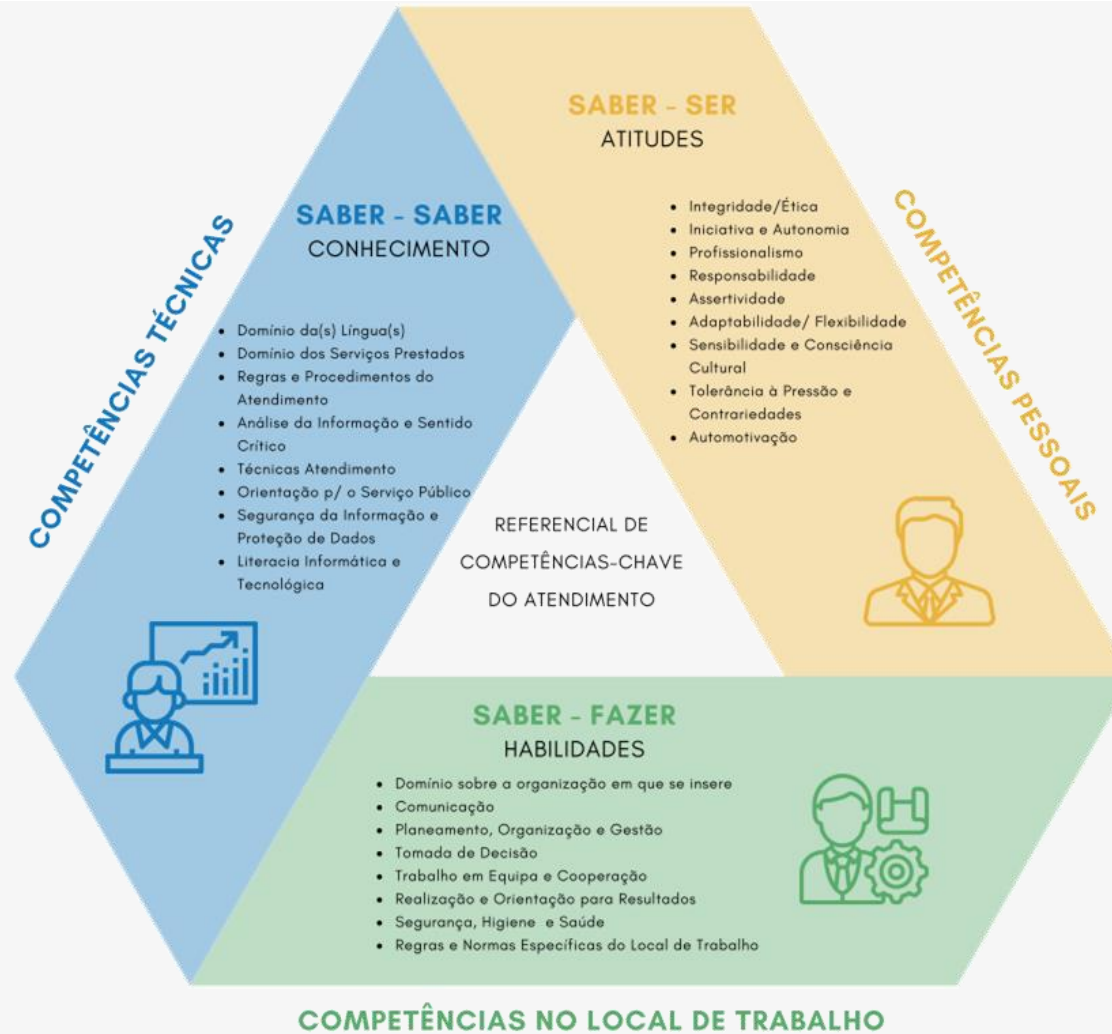 COMPETÊNCIAS TÉCNICAS
SABER - SABER
CONHECIMENTO
• Domínio da(s) Língua(s)
• Domínio dos Serviços Prestados
• Regras e Procedimentos do
Atendimento
• Análise da Informação e Sentido
Crítico
• Técnicas Atendimento
• Orientação p/ o Serviço Público
• Segurança da Informação e
Proteção de Dados
• Literacia Informática e
Tecnológica
SABER - SER
ATITUDES
• Integridade/Ética
• Iniciativa e Autonomia
• Profissionalismo
• Responsabilidade
• Assertividade
• Adaptabilidade/ Flexibilidade
• Sensibilidade e Consciência
Cultural
• Tolerância à Pressão e
Contrariedades
• Automotivação
COMPETÊNCIAS PESSOAIS
REFERENCIAL DE
COMPETÊNCIAS-CHAVE
DO ATENDIMENTO
SABER - FAZER
HABILIDADES
• Domínio sobre a organização em que se insere
• Comunicação
• Planeamento, Organização e Gestão
• Tomada de Decisão
• Trabalho em Equipa e Cooperação
• Realização e Orientação para Resultados
• Segurança, Higiene e Saúde
• Regras e Normas Específicas do Local de Trabalho
COMPETÊNCIAS NO LOCAL DE TRABALHO